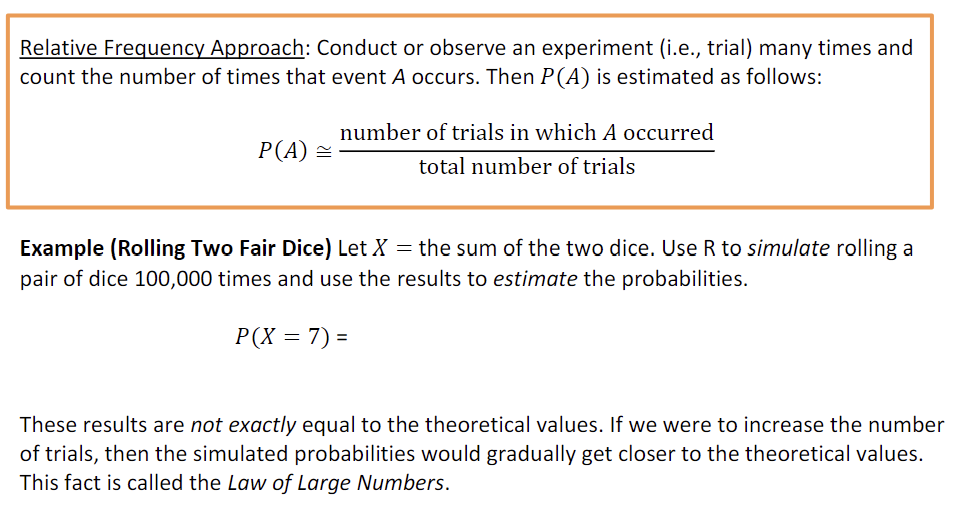 Relative Frequency Approach: Conduct or observe an experiment (i.e., trial) many times and
count the number of times that event A occurs. Then P(A) is estimated as follows:
P(A) ≅ number of trials in which A occurred
total number of trials
Example (Rolling Two Fair Dice) Let X = the sum of the two dice. Use R to simulate rolling a
pair of dice 100,000 times and use the results to estimate the probabilities.
P(X = 7) =
These results are not exactly equal to the theoretical values. If we were to increase the number
of trials, then the simulated probabilities would gradually get closer to the theoretical values.
This fact is called the Law of Large Numbers.